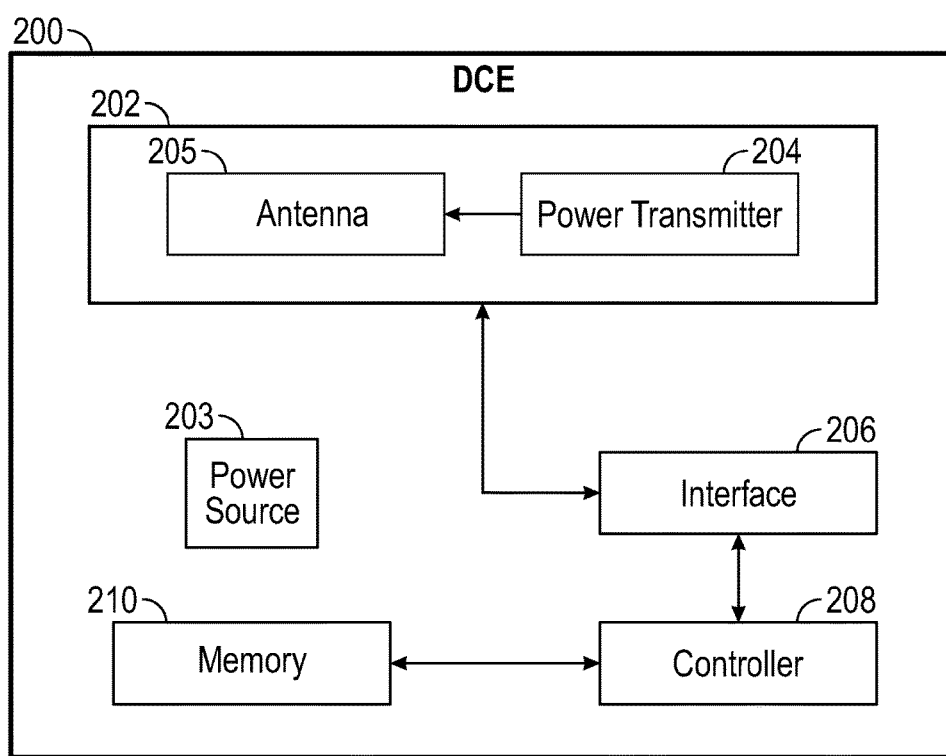 200
DCE
202
205
204
Antenna
Power Transmitter
203
206
Power
Source
Interface
210
208
Memory
Controller